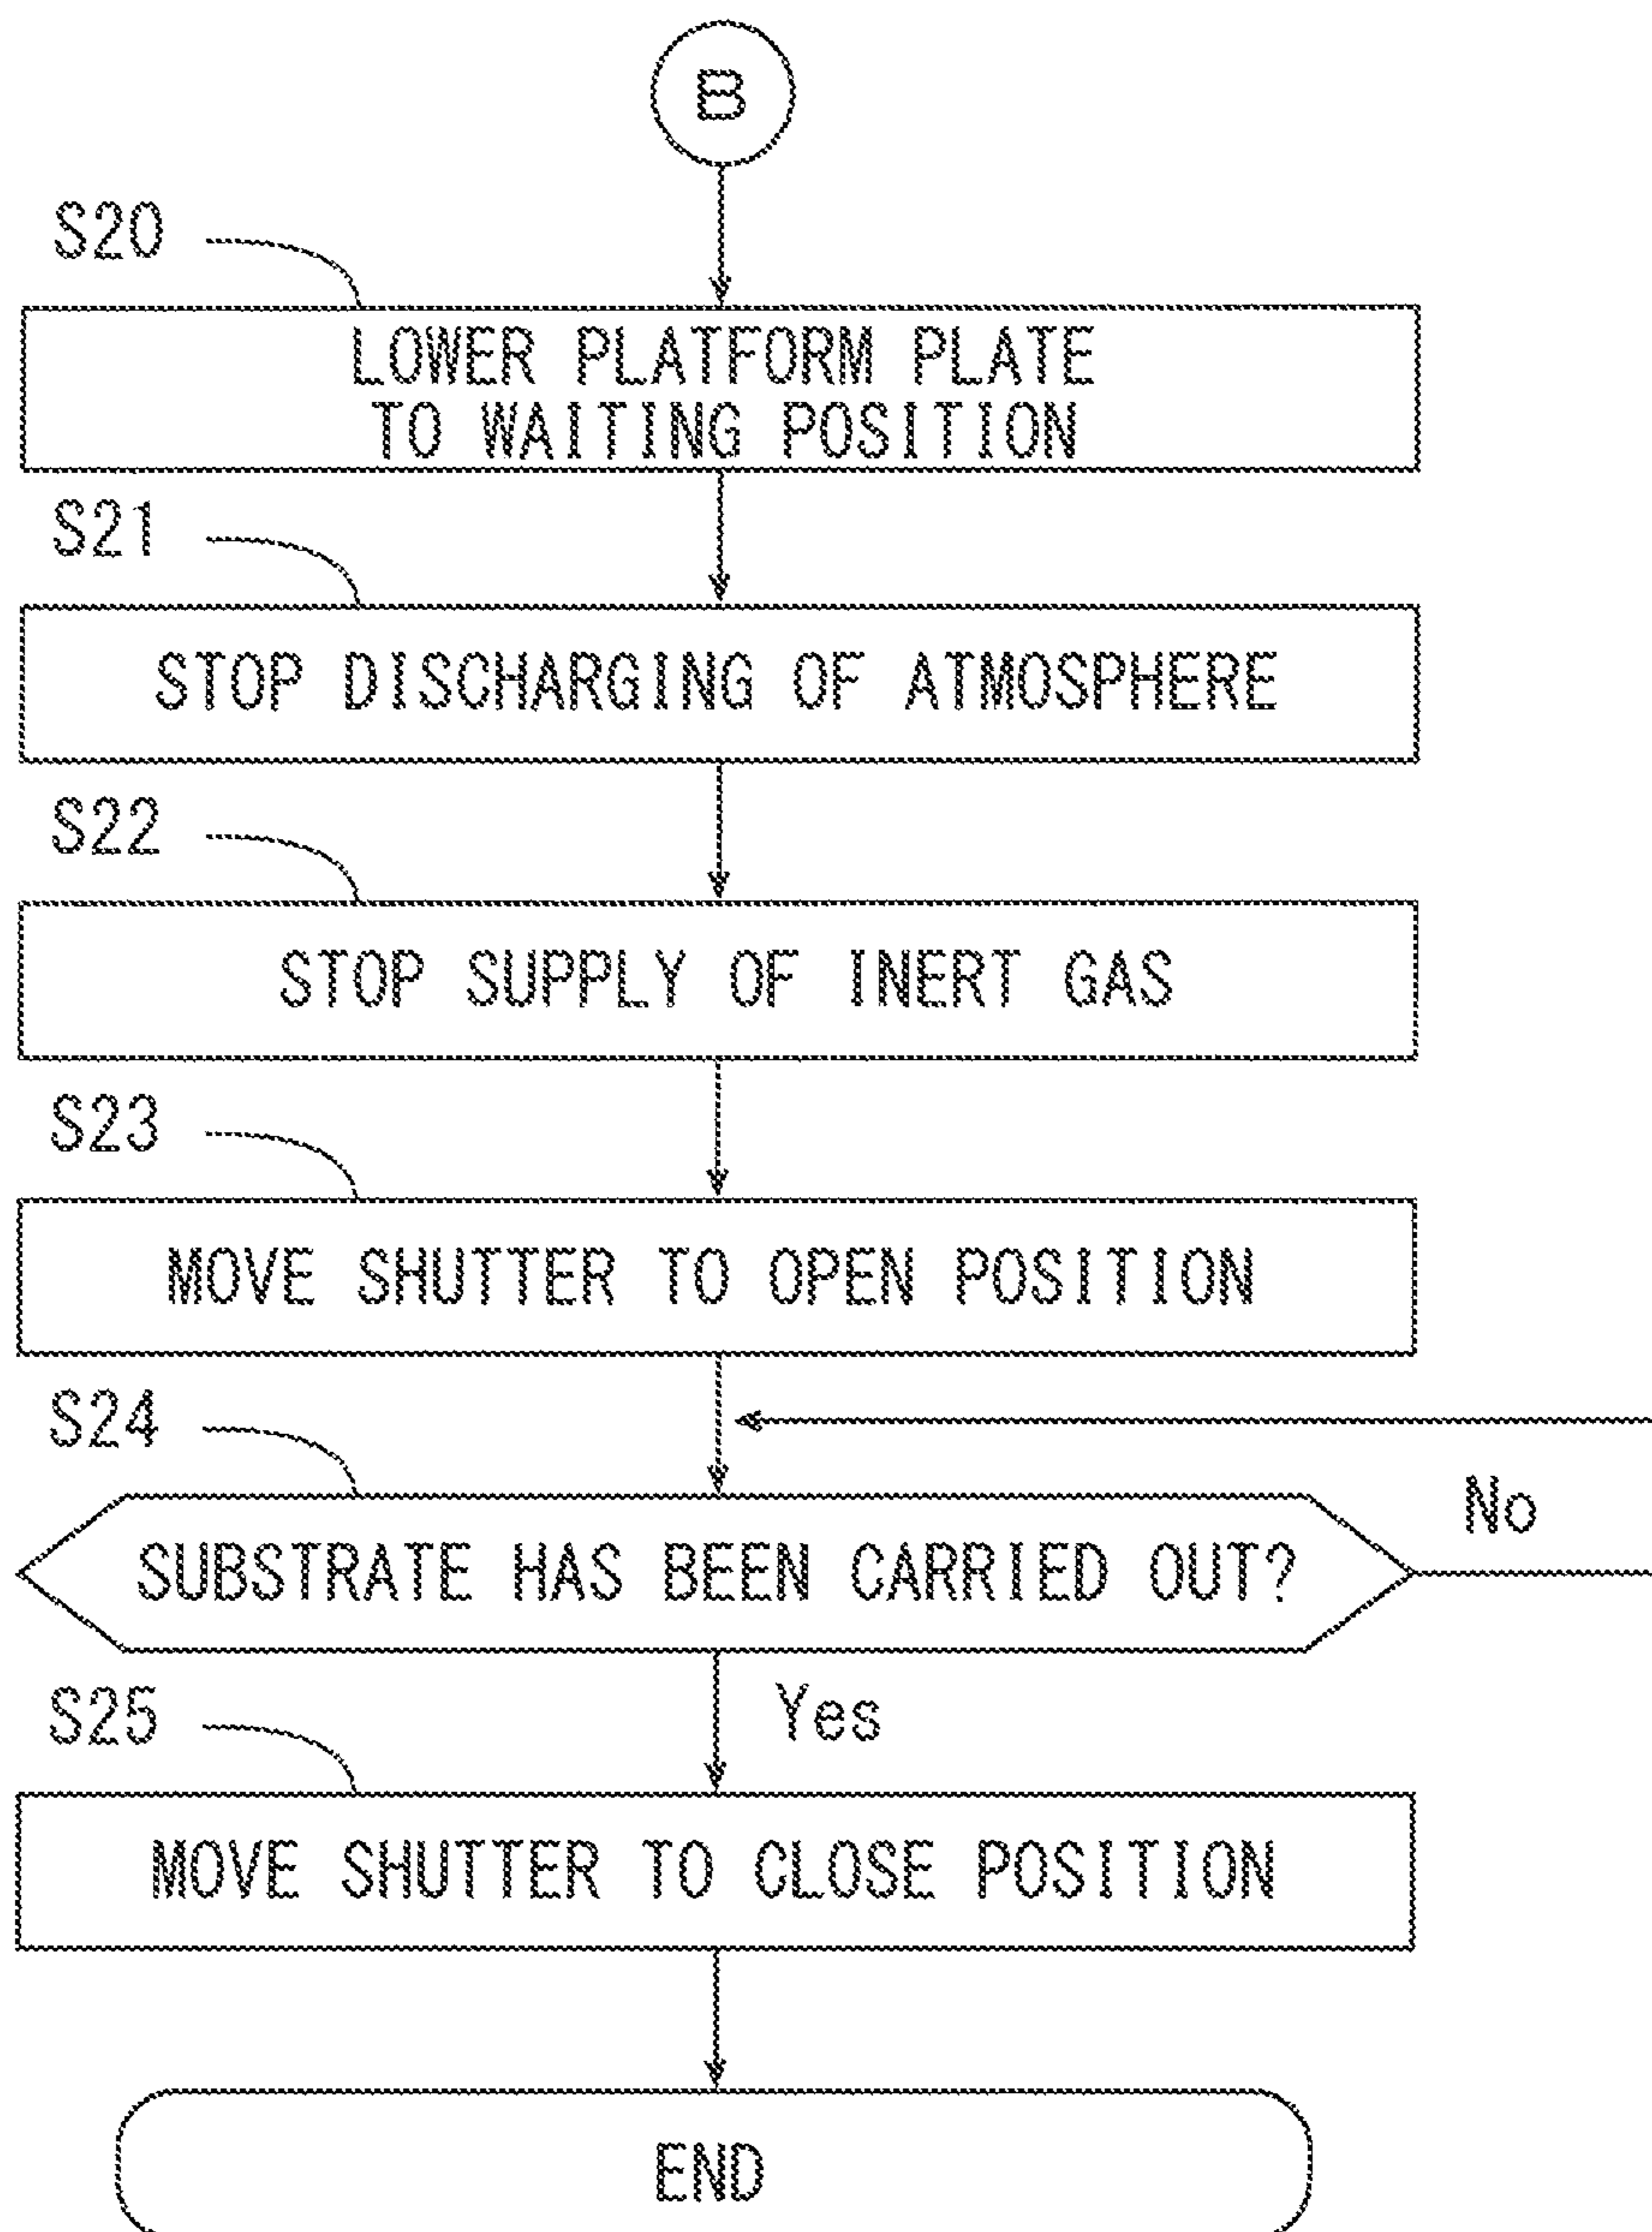 B
S20
LOWER PLATFORM PLATE
TO WAITING POSITION
S21
STOP DISCHARGING OF ATMOSPHERE
S22
STOP SUPPLY OF INERT GAS
S23
MOVE SHUTTER TO OPEN POSITION
S24
SUBSTRATE HAS BEEN CARRIED OUT?
No
Yes
S25
MOVE SHUTTER TO CLOSE POSITION
END